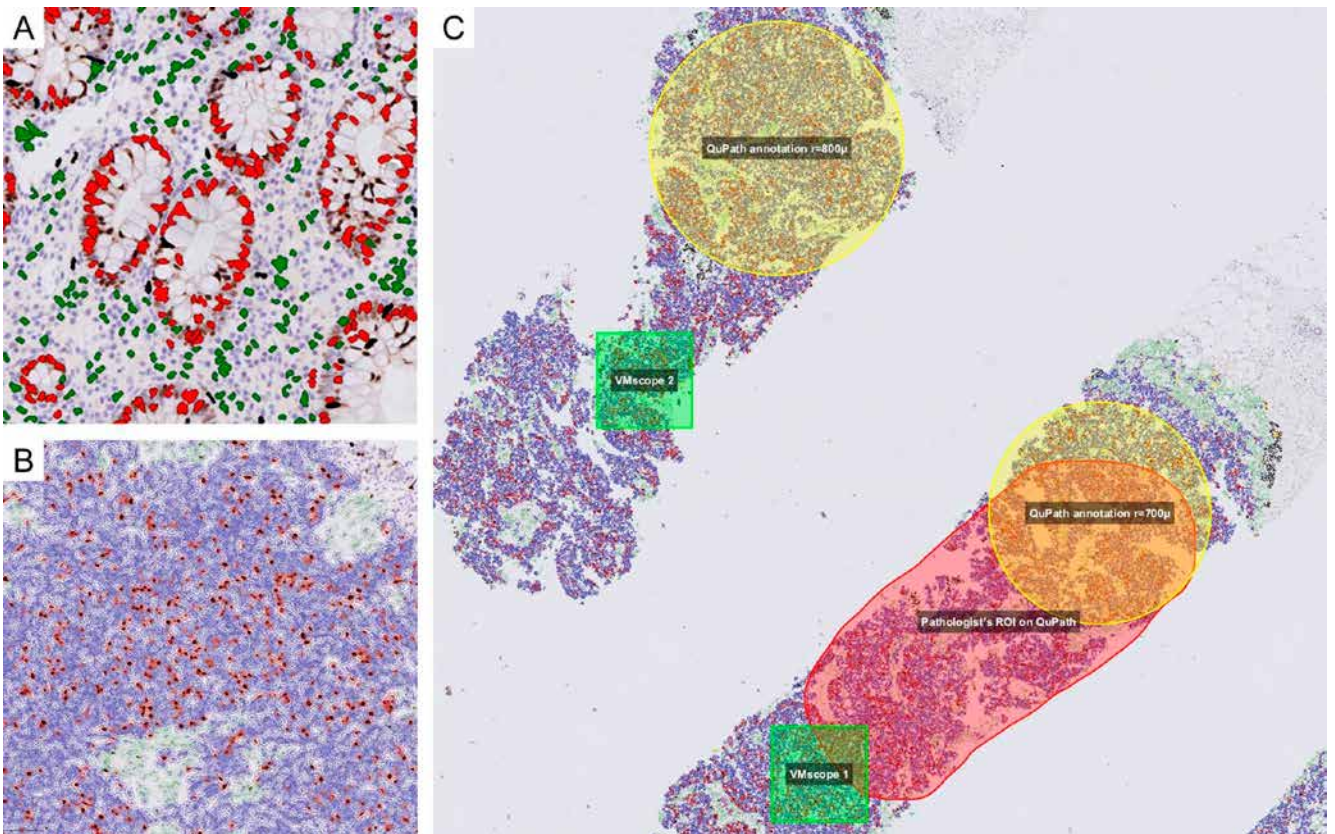 A
B
C
QuPath annotation r=800µ
VMscope 2
QuPath annotation r=700µ
Pathologist's ROI on QuPath
VMscope 1